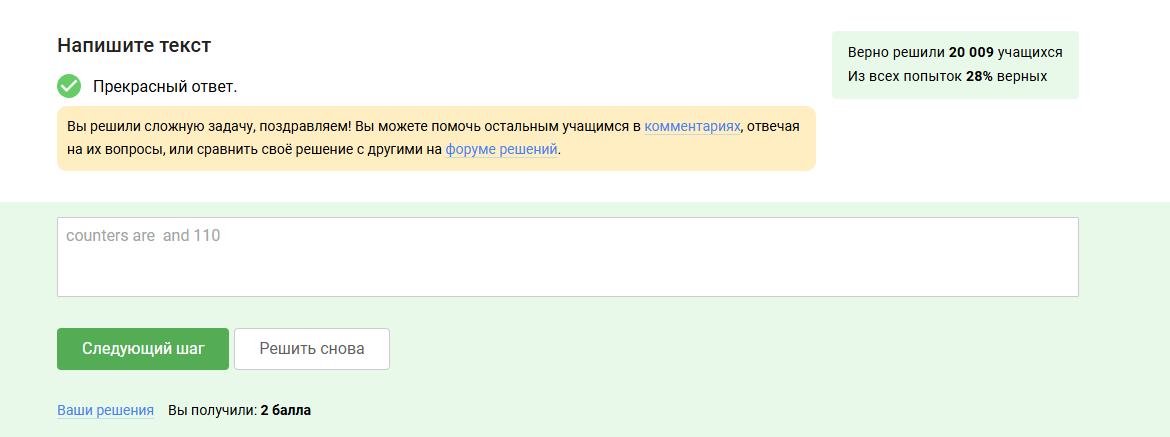 Напишите текст
Верно решили 20 009 учащихся
Из всех попыток 28% верных
Прекрасный ответ.
Вы решили сложную задачу, поздравляем! Вы можете помочь остальным учащимся в комментариях, отвечая
на их вопросы, или сравнить своё решение с другими на форуме решений.
counters are  and 110
Следующий шаг
Решить снова
Ваши решения Вы получили: 2 балла